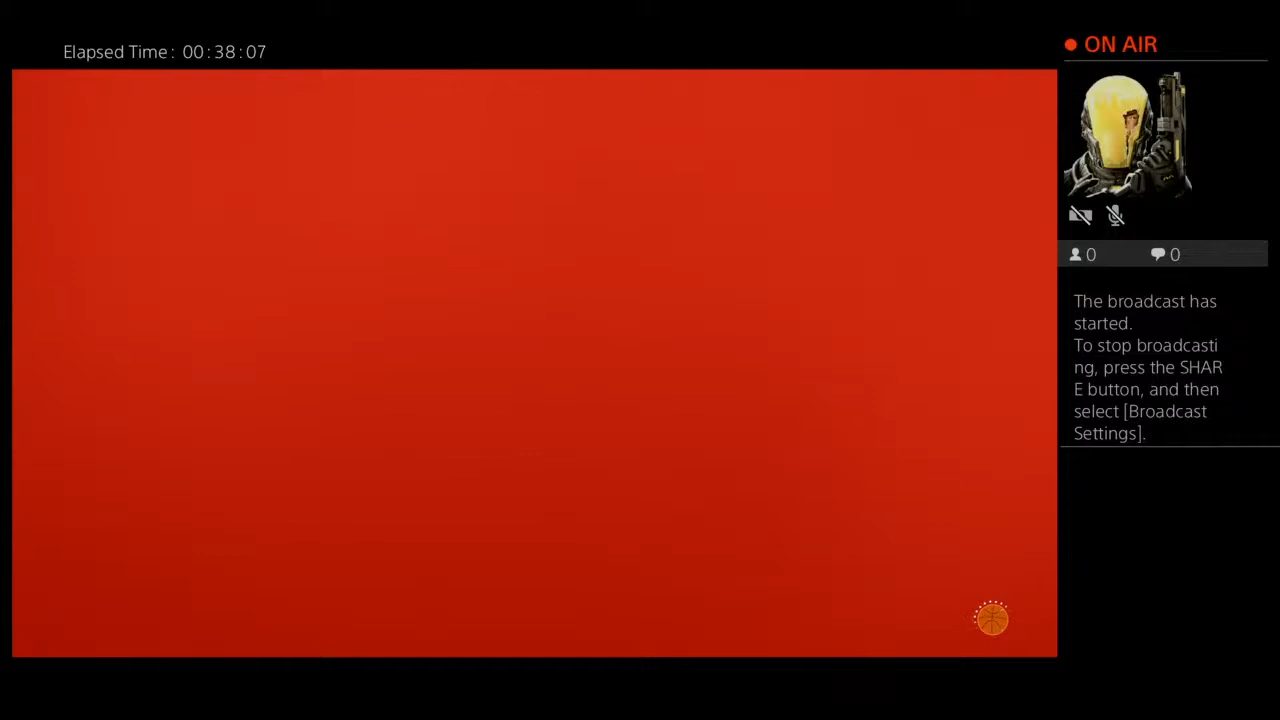 Elapsed Time: 00:38:07
ON AIR
0
0
The broadcast has
started.
To stop broadcasti
ng, press the SHAR
E button, and then
select [Broadcast
Settings].